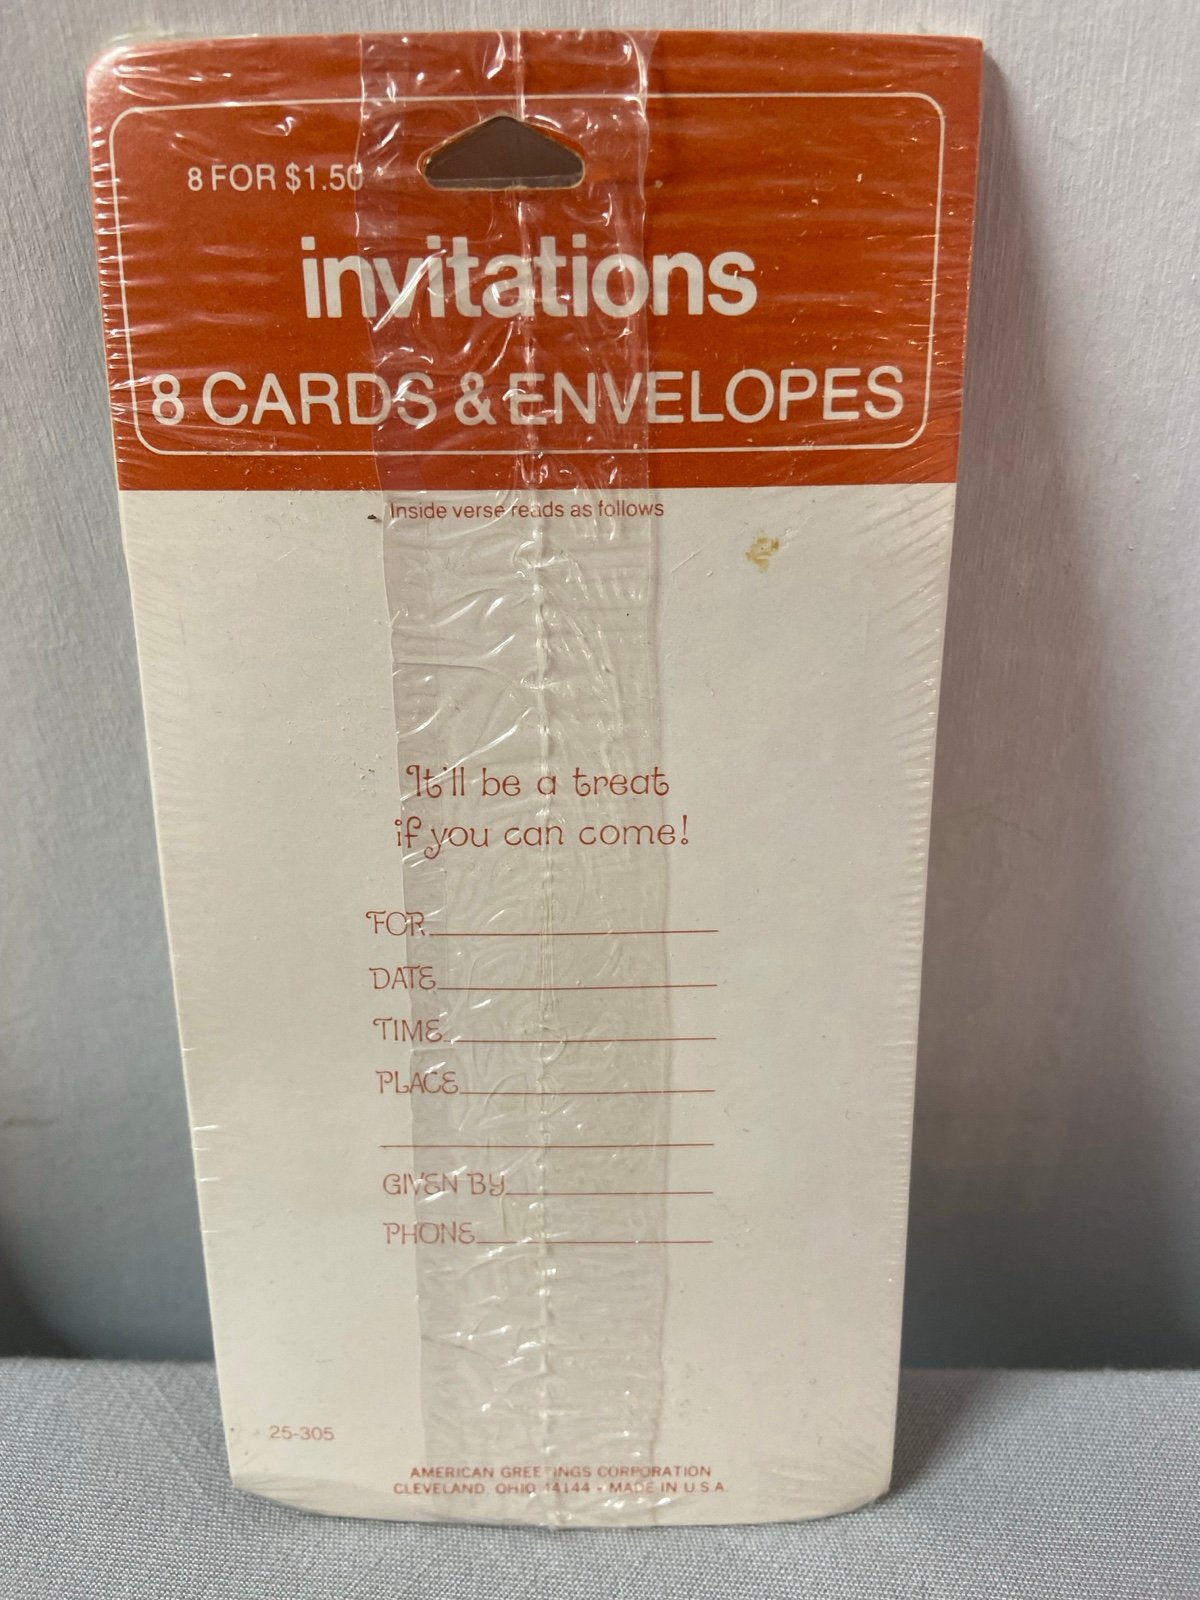 8 FOR $1.50
invitations
8 CARDS & ENVELOPES
Inside verse reads as follows
It'll be a treat
if you can come!
FOR
DATE
TIME
PLACE
GIVEN BY
PHONE
25-305
AMERICAN GREETINGS CORPORATION
CLEVELAND, OHIO 44144 • MADE IN U.S.A.